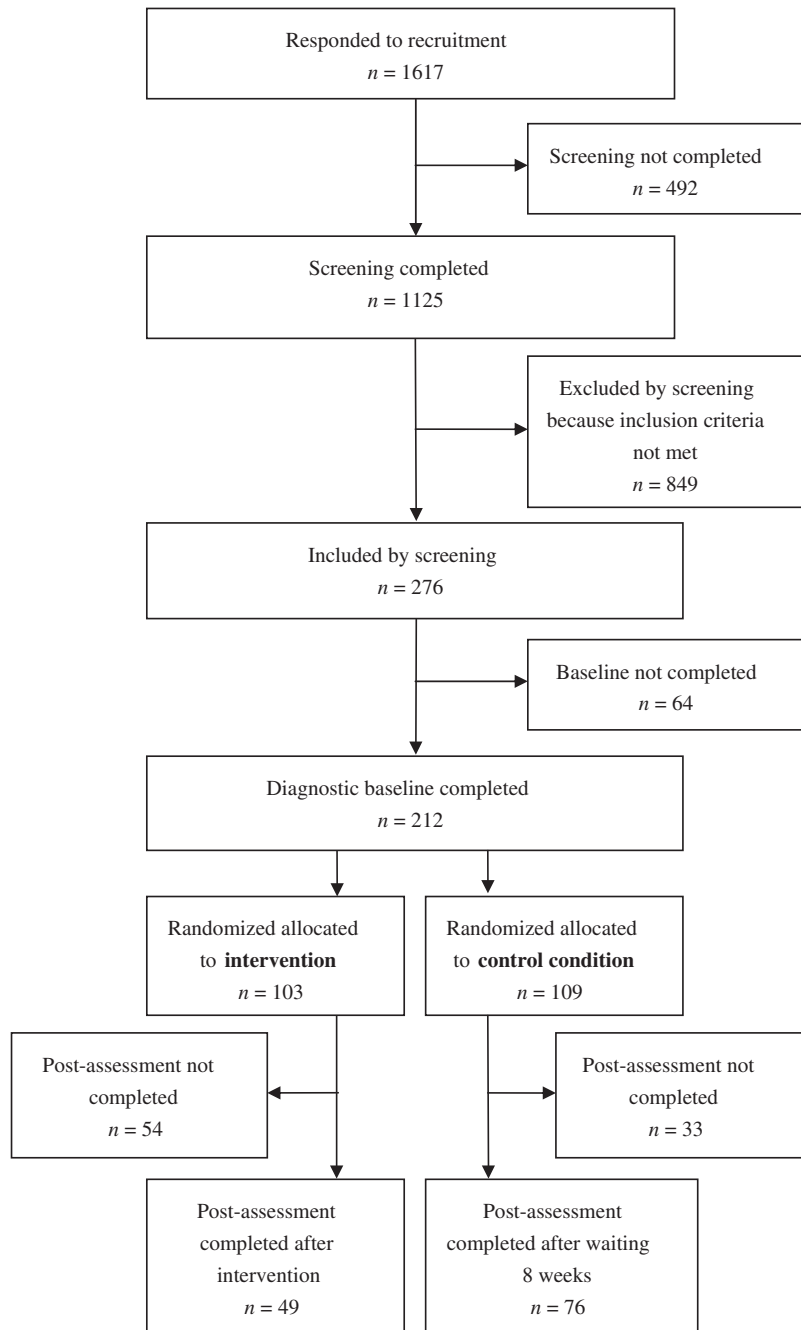 Responded to recruitment
n = 1617
Screening not completed
n = 492
Screening completed
n = 1125
Excluded by screening
because inclusion criteria
not met
n = 849
Included by screening
n = 276
Baseline not completed
n = 64
Diagnostic baseline completed
n = 212
Randomized allocated
to intervention
n = 103
Randomized allocated
to control condition
n = 109
Post-assessment not
completed
n = 54
Post-assessment not
completed
n = 33
Post-assessment
completed after
intervention
n = 49
Post-assessment
completed after waiting
8 weeks
n = 76